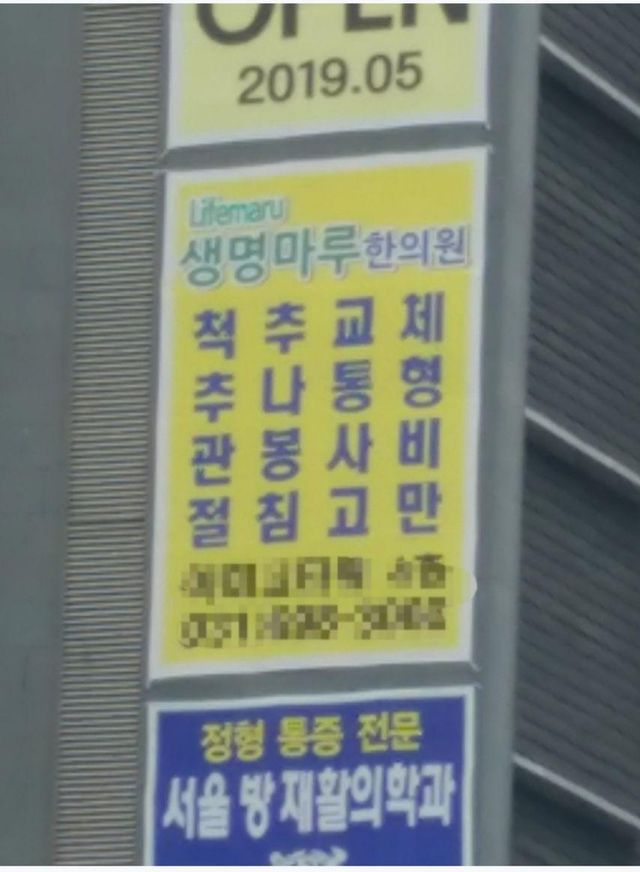 OPEN
2019.05
Lifemaru
생명마루한의원
척 추 교 체
추 나 통 형
관 봉 사 비
절 침 고 만
정형 통증 전문
서울 방 재활의학과